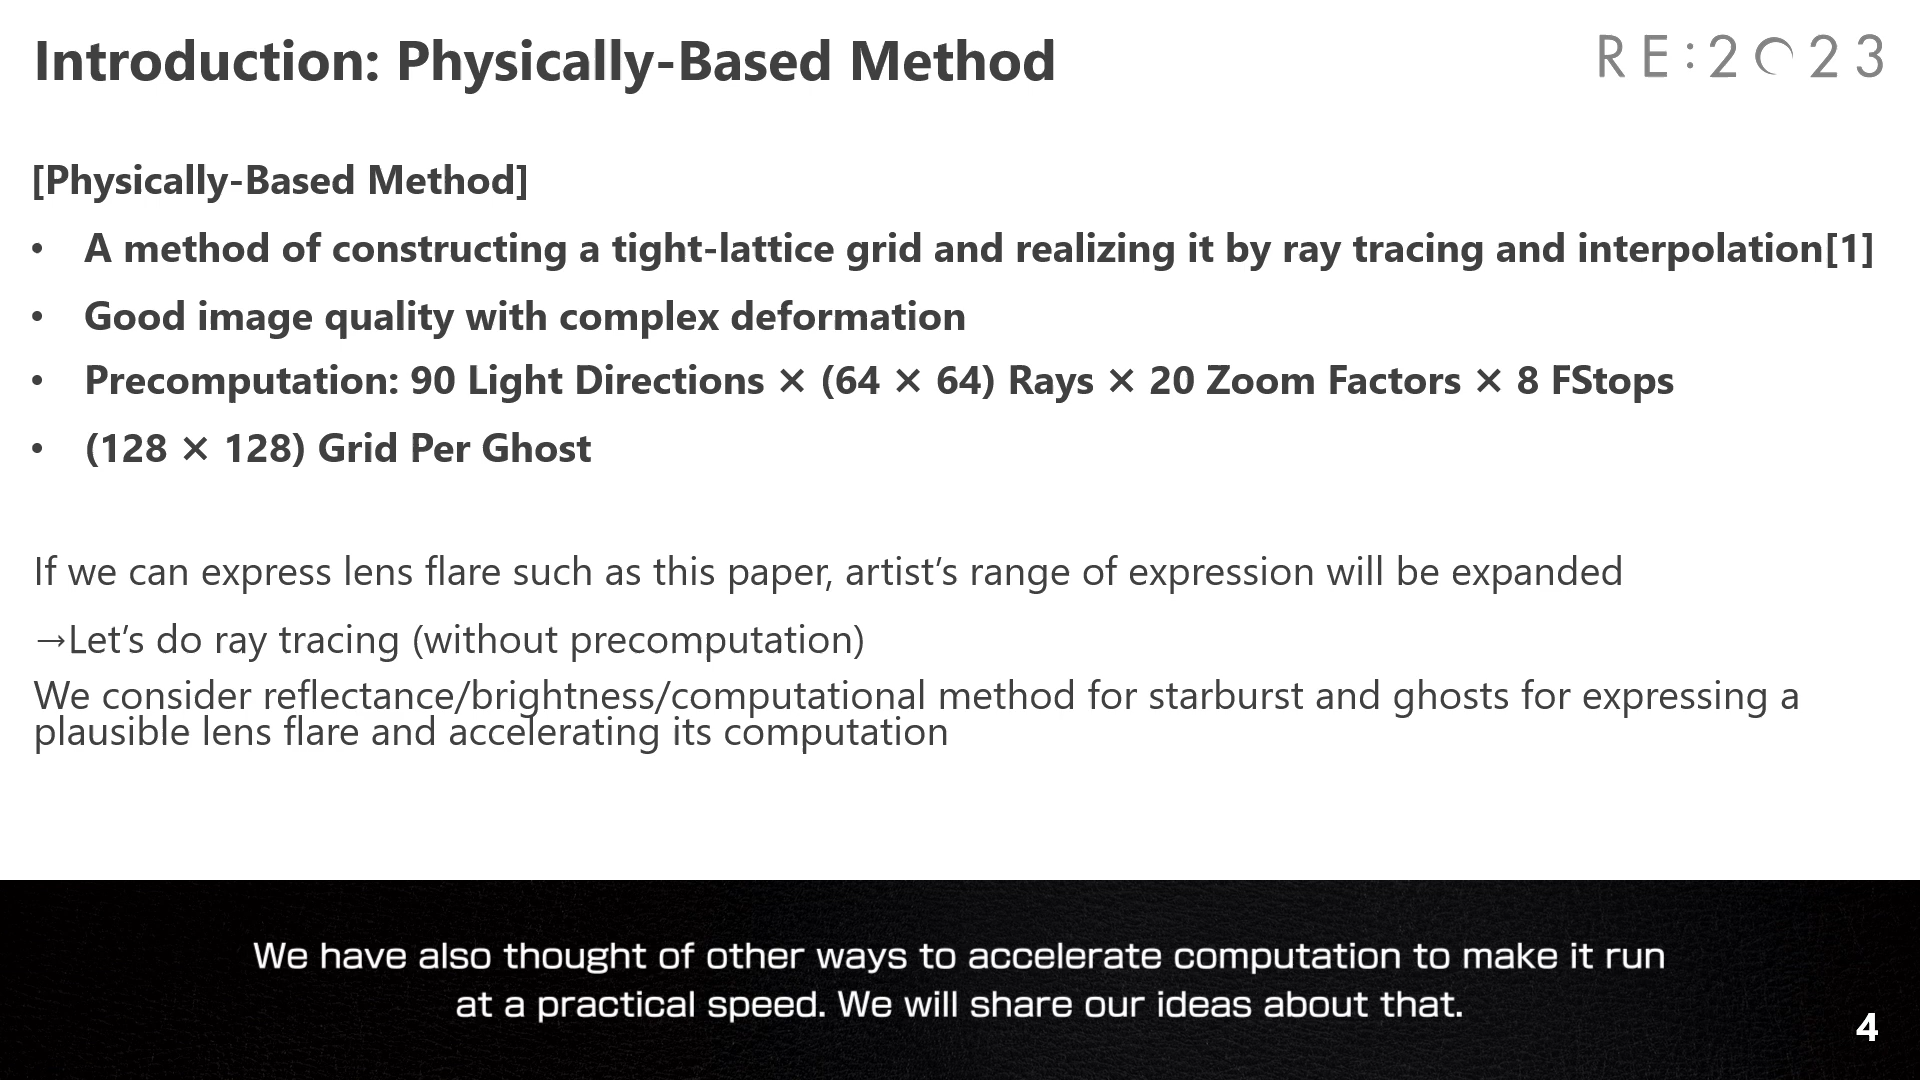 Introduction: Physically-Based Method
RE:2023
[Physically-Based Method]
• A method of constructing a tight-lattice grid and realizing it by ray tracing and interpolation[1]
• Good image quality with complex deformation
• Precomputation: 90 Light Directions × (64 × 64) Rays × 20 Zoom Factors × 8 FStops
• (128 × 128) Grid Per Ghost
If we can express lens flare such as this paper, artist’s range of expression will be expanded
→Let’s do ray tracing (without precomputation)
We consider reflectance/brightness/computational method for starburst and ghosts for expressing a
plausible lens flare and accelerating its computation
We have also thought of other ways to accelerate computation to make it run
at a practical speed. We will share our ideas about that.
4